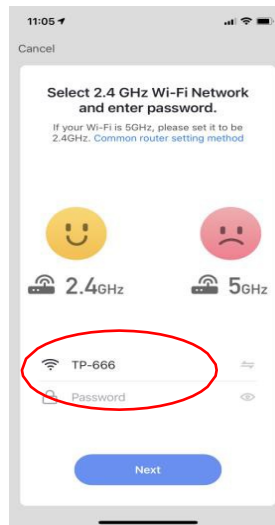 11:05
Cancel
Select 2.4 GHz Wi-Fi Network
and enter
password.
If your Wi-Fi is 5GHz, please set it to be
2.4GHz. Common router setting method
2.4GHz
5GHz
TP-666
Password
Next